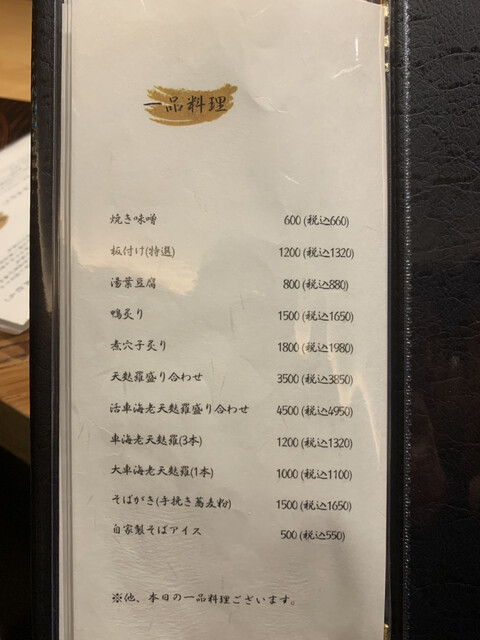 一品料理
焼き味噌 600 (税込660)
板付け(特選) 1200 (税込1320)
湯葉豆腐 800 (税込880)
鴨炙り 1500 (税込1650)
煮穴子炙り 1800 (税込1980)
天麩羅盛り合わせ 3500 (税込3850)
活車海老天麩羅盛り合わせ 4500 (税込4950)
車海老天麩羅(3本) 1200 (税込1320)
大車海老天麩羅(1本) 1000 (税込1100)
そばがき(手挽き蕎麦粉) 1500 (税込1650)
自家製そばアイス 500 (税込550)
※他、本日の一品料理ございます。